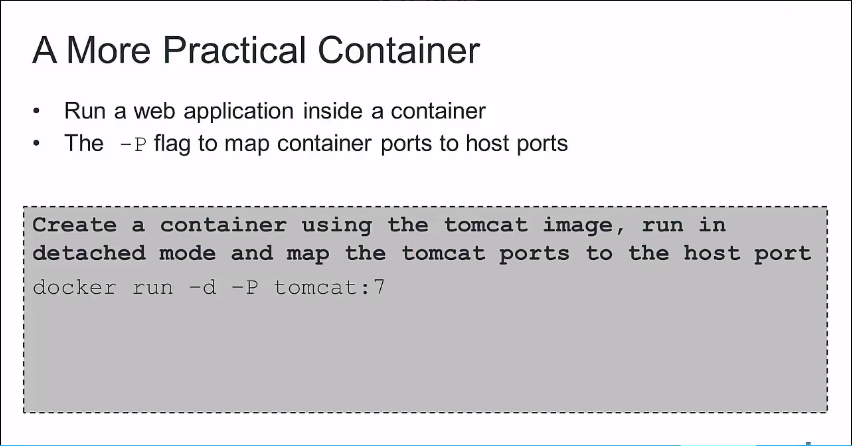 A More Practical Container
• Run a web application inside a container
• The -P flag to map container ports to host ports
Create a container using the tomcat image, run in
detached mode and map the tomcat ports to the host port
docker run -d -P tomcat:7